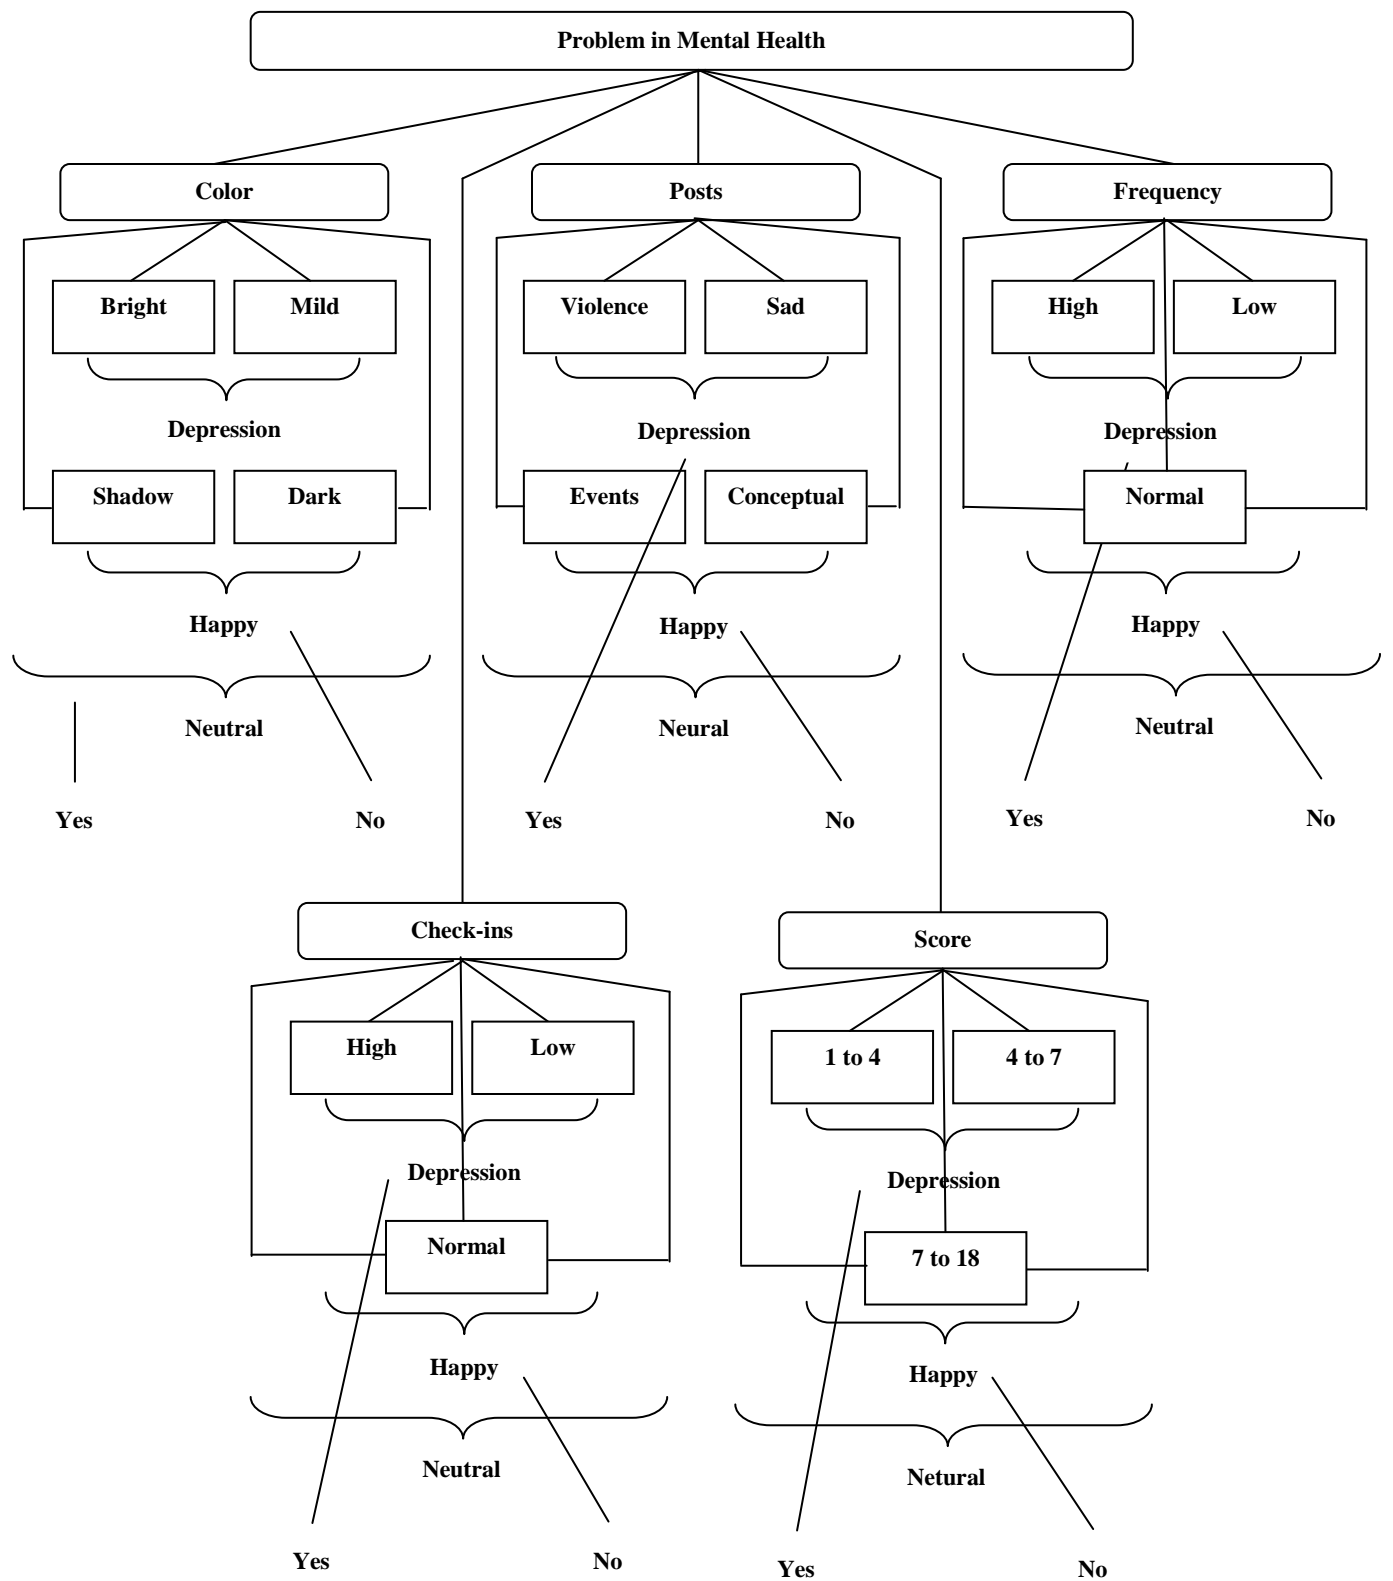 Problem in Mental Health
Color
Posts
Frequency
Bright
Mild
Violence
Sad
High
Low
Depression
Depression
Depression
Shadow
Dark
Events
Conceptual
Normal
Happy
Happy
Happy
Neutral
Neural
Neutral
Yes
No
Yes
No
Yes
No
Check-ins
Score
High
Low
1 to 4
4 to 7
Depression
Depression
Normal
7 to 18
Happy
Happy
Neutral
Netural
Yes
No
Yes
No